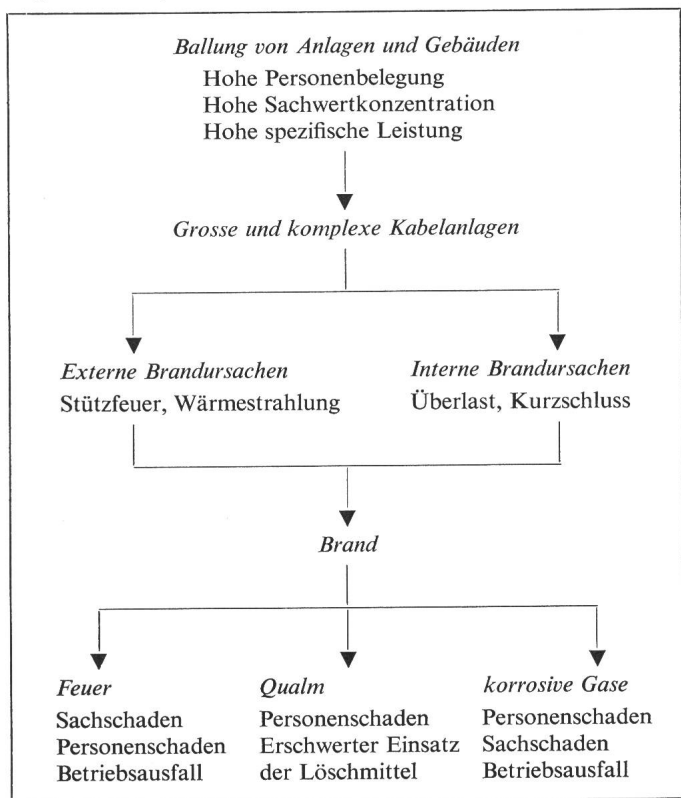 Ballung von Anlagen und Gebäuden
Hohe Personenbelegung
Hohe Sachwertkonzentration
Hohe spezifische Leistung
Grosse und komplexe Kabelanlagen
Externe Brandursachen
Stützfeuer, Wärmestrahlung
Interne Brandursachen
Überlast, Kurzschluss
Brand
Feuer
Sachschaden
Personenschaden
Betriebsausfall
Qualm
Personenschaden
Erschwerter Einsatz
der Löschmittel
korrosive Gase
Personenschaden
Sachschaden
Betriebsausfall